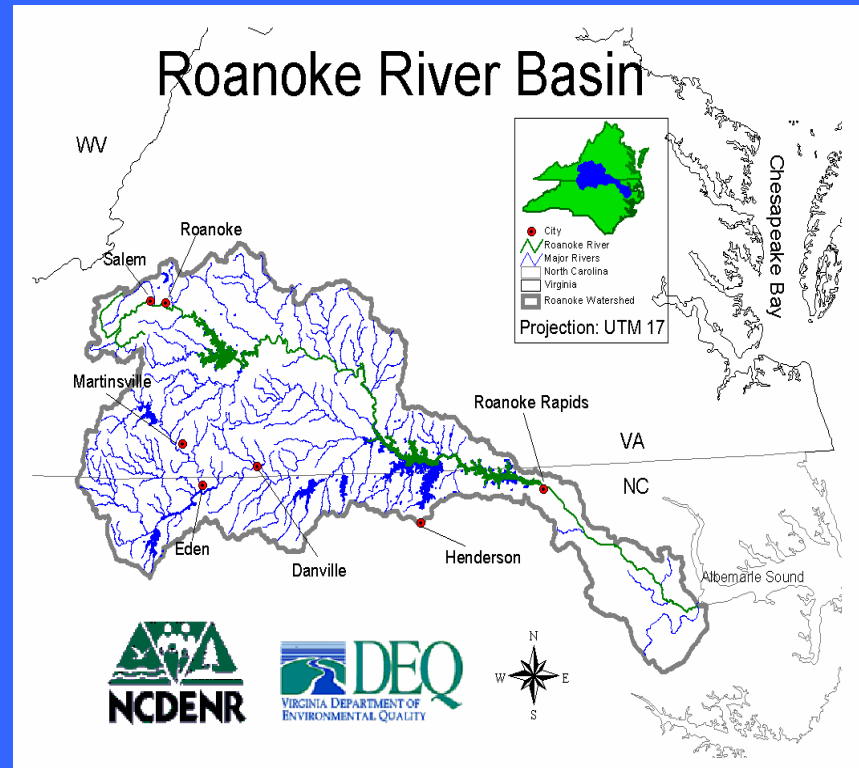 Roanoke River Basin
WV
Chesapeake Bay
City
Roanoke River
Major Rivers
North Carolina
Virginia
Roanoke Watershed
Projection: UTM 17
Roanoke
Salem
Martinsville
Roanoke Rapids
VA
NC
Eden
Danville
Henderson
Albemarle Sound
NCDENR
DEQ
VIRGINIA DEPARTMENT OF
ENVIRONMENTAL QUALITY
N
W
E
S